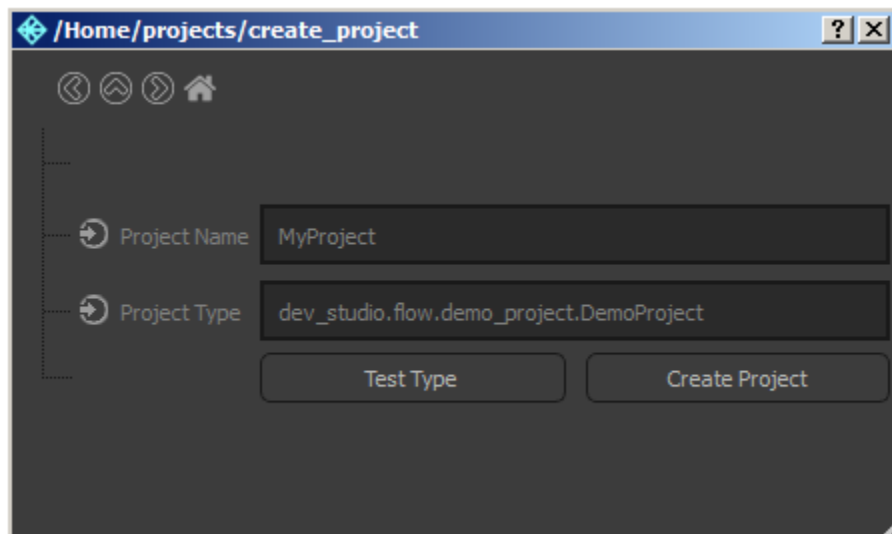 /Home/projects/create_project
Project Name MyProject
Project Type dev_studio.flow.demo_project.DemoProject
Test Type Create Project